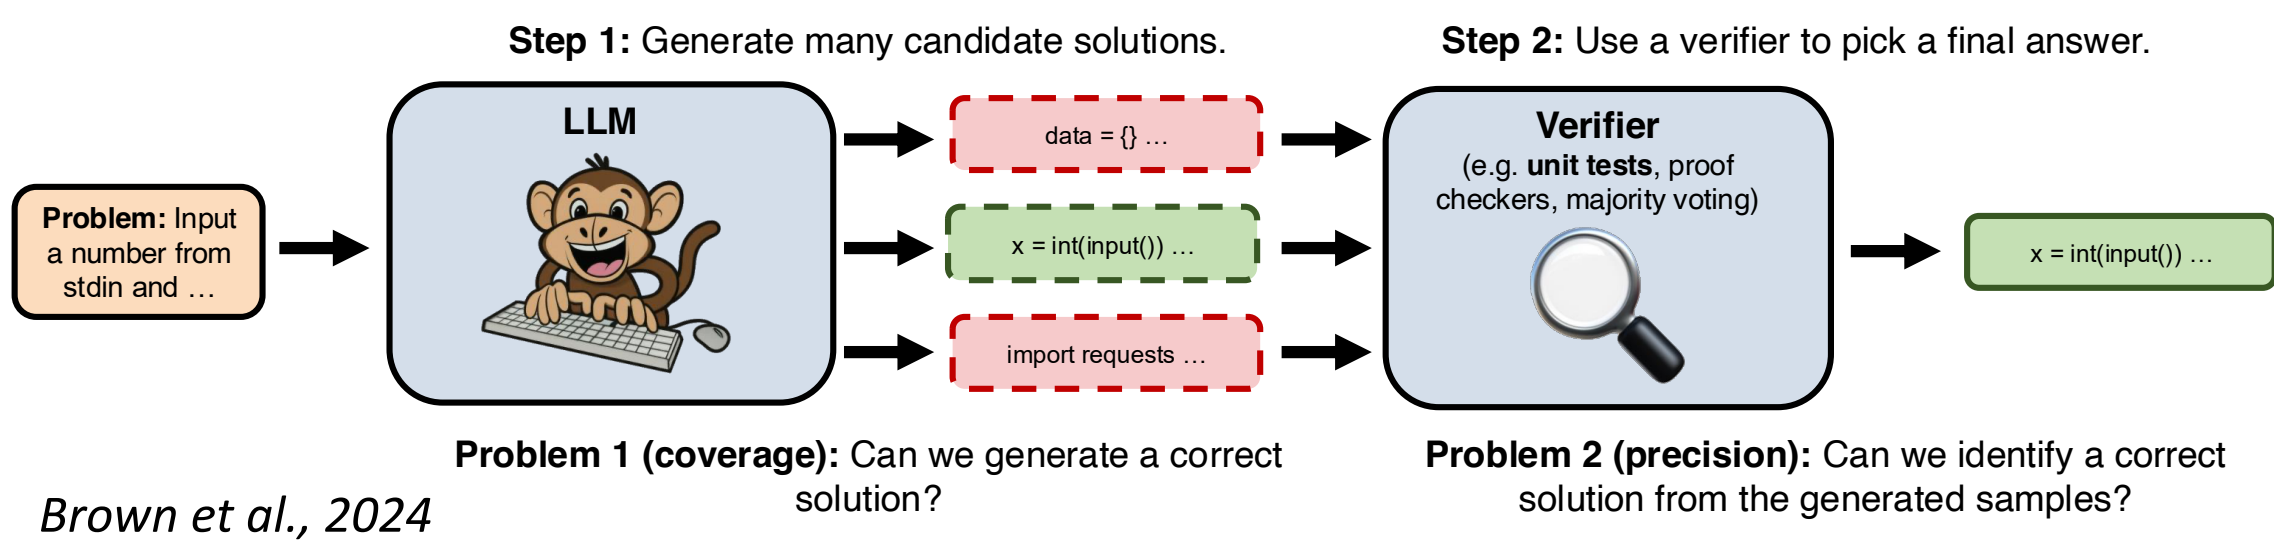 Step 1: Generate many candidate solutions.
Step 2: Use a verifier to pick a final answer.
Problem: Input
a number from
stdin and …
LLM
data = {} …
x = int(input()) …
import requests …
Verifier
(e.g. unit tests, proof
checkers, majority voting)
x = int(input()) …
Problem 1 (coverage): Can we generate a correct
solution?
Problem 2 (precision): Can we identify a correct
solution from the generated samples?
Brown et al., 2024